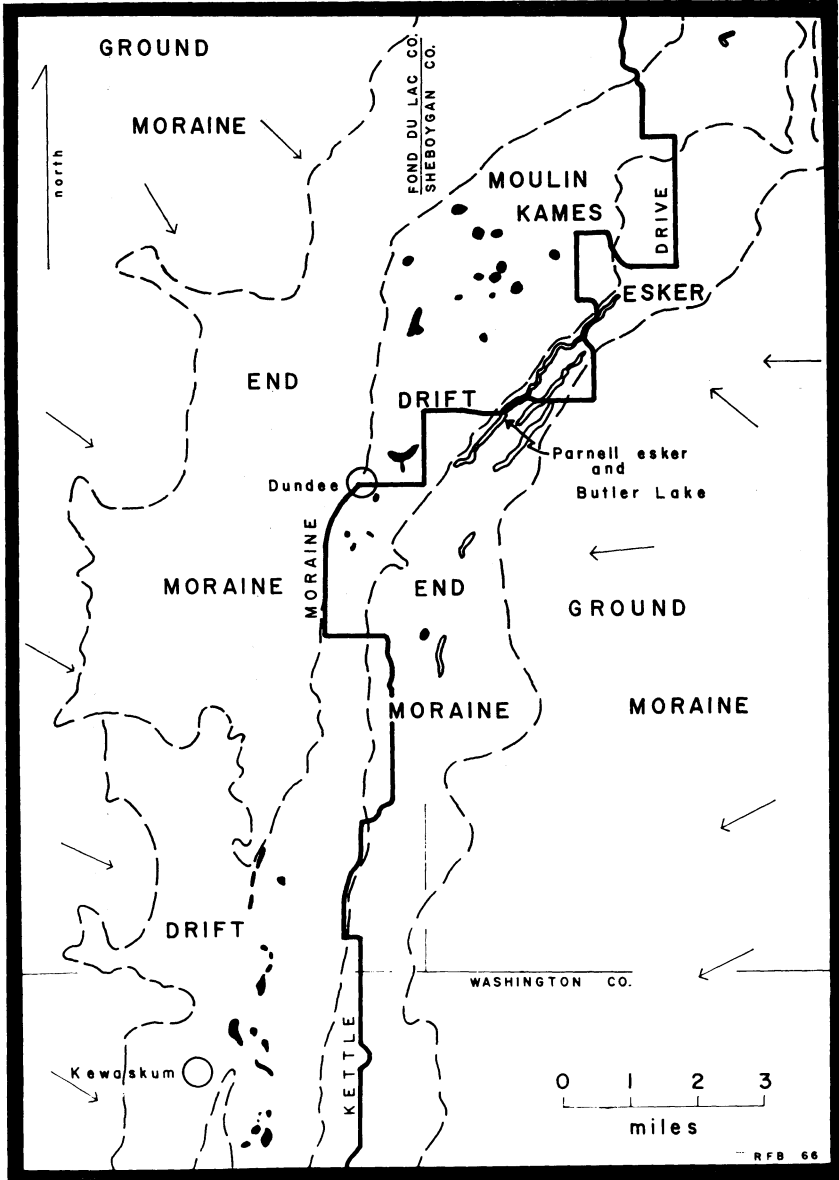 GROUND
MORAINE
north
FOND DU LAC CO.
SHEBOYGAN CO.
MOULIN
KAMES
DRIVE
ESKER
END
DRIFT
Parnell esker
and
Butler Lake
Dundee
MORAINE
MORAINE
END
GROUND
MORAINE
MORAINE
DRIFT
WASHINGTON CO.
KETTLE
Kewaskum
0 1 2 3
miles
RFB 66